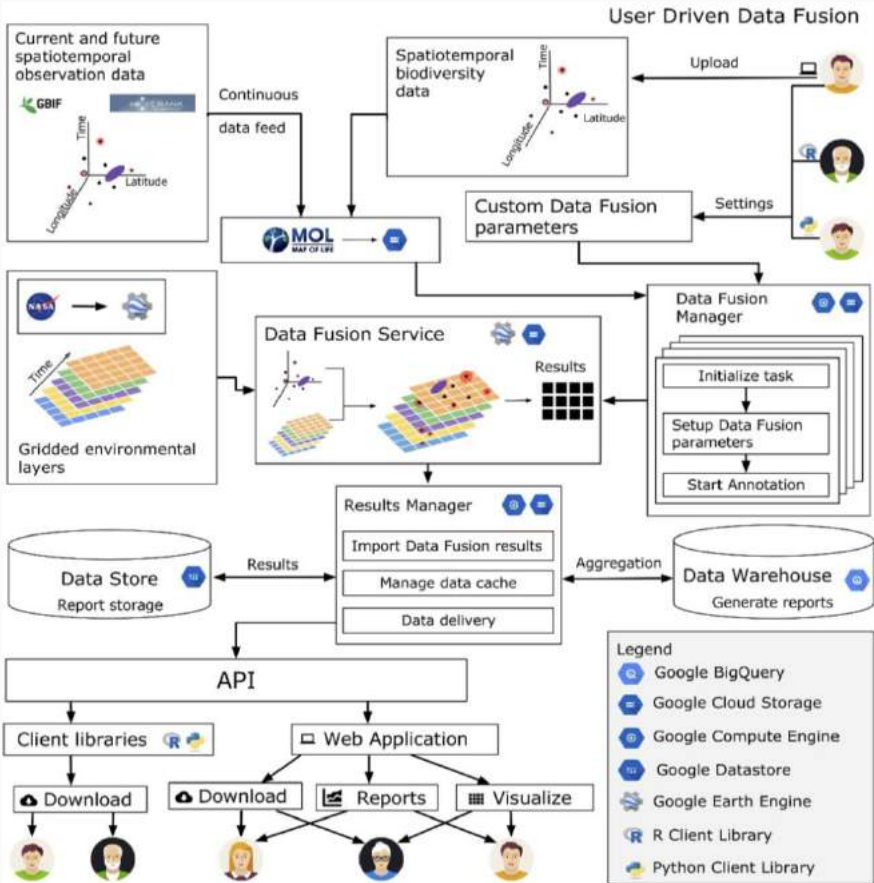 User Driven Data Fusion
Current and future
spatiotemporal
observation data
GBIF
MOVEBANK
Time
Latitude
Longitude
Continuous
data feed
Spatiotemporal
biodiversity
data
Time
Latitude
Longitude
Upload
R
Settings
Custom Data Fusion
parameters
MOL
MAP OF LIFE
NASA
Time
Gridded environmental
layers
Data Fusion Service
Results
Data Fusion
Manager
Initialize task
Setup Data Fusion
parameters
Start Annotation
Results Manager
Import Data Fusion results
Manage data cache
Data delivery
Data Store
Report storage
Results
Aggregation
Data Warehouse
Generate reports
API
Client libraries
R
Web Application
Download
Download
Reports
Visualize
Legend
Google BigQuery
Google Cloud Storage
Google Compute Engine
Google Datastore
Google Earth Engine
R
R Client Library
Python Client Library